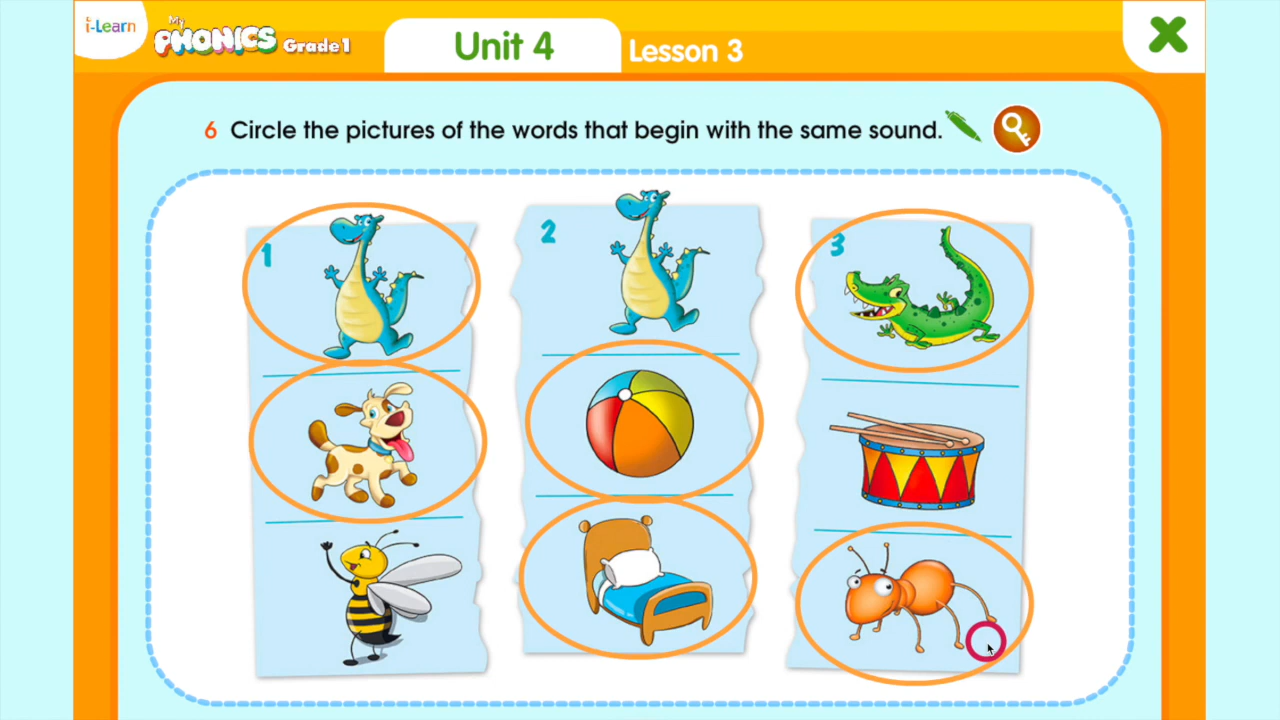 i-Learn
My
PHONICS Grade 1
Unit 4
Lesson 3
6 Circle the pictures of the words that begin with the same sound.
1
2
3